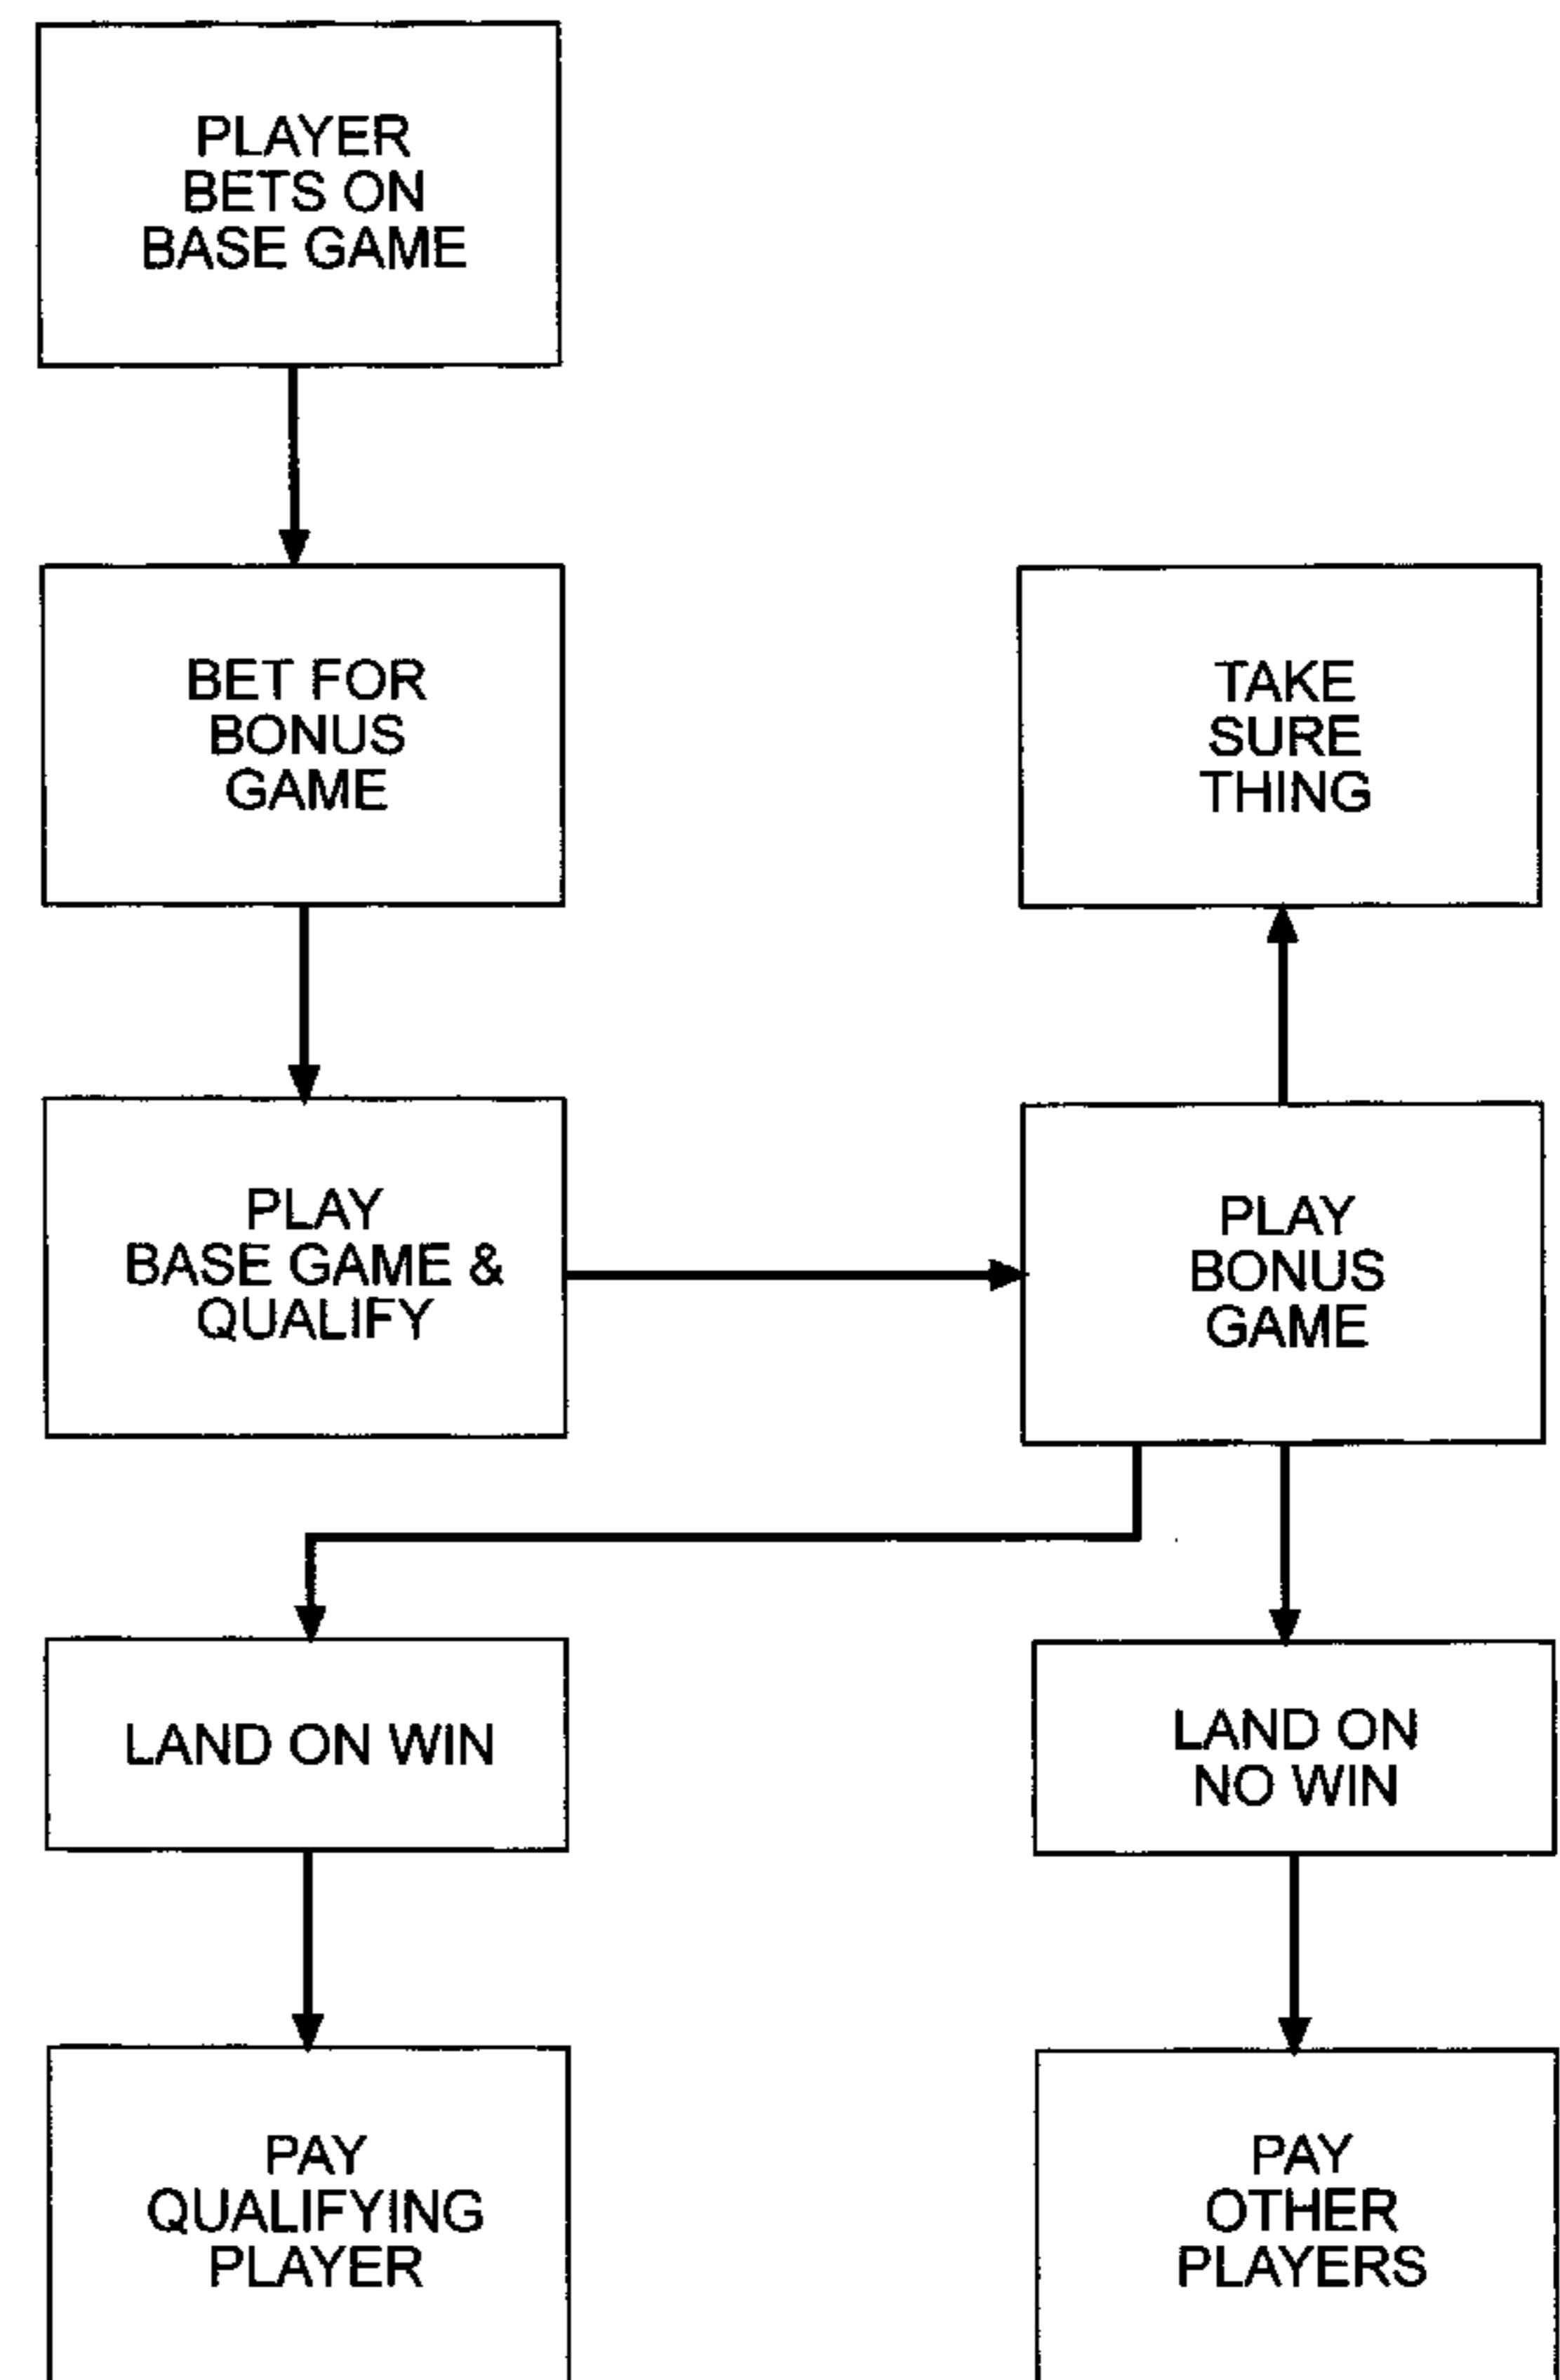 PLAYER
BETS ON
BASE GAME
BET FOR
BONUS
GAME
TAKE
SURE
THING
PLAY
BASE GAME &
QUALIFY
PLAY
BONUS
GAME
LAND ON WIN
LAND ON
NO WIN
PAY
QUALIFYING
PLAYER
PAY
OTHER
PLAYERS